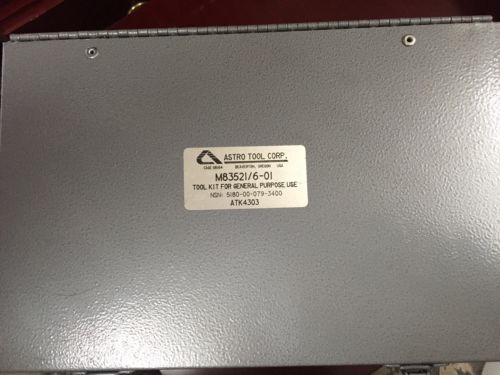 ASTRO TOOL CORP.
BEAVERTON, OREGON USA
M83521/6-01
TOOL KIT FOR GENERAL PURPOSE USE
NSN: 5180-00-079-3400
ATK4303